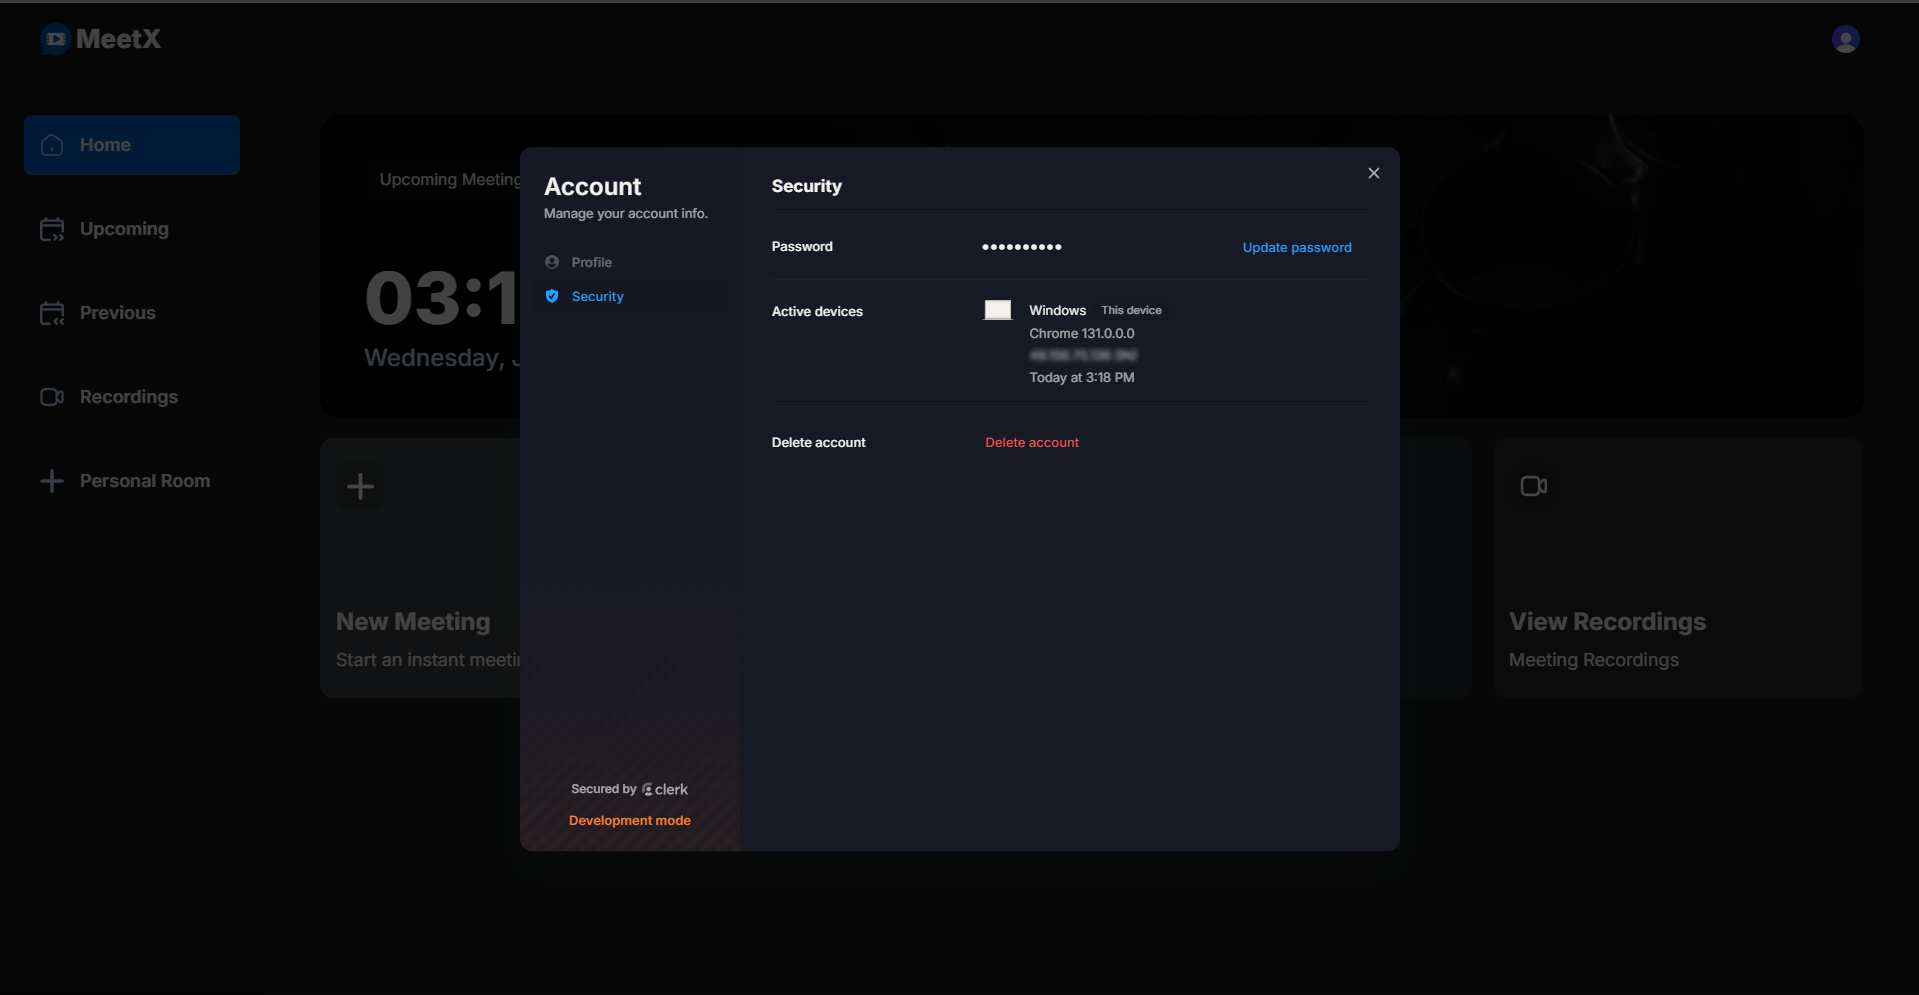 MeetX
Home
Upcoming
Previous
Recordings
Personal Room
Upcoming Meeting
03:1
Wednesday,
New Meeting
Start an instant
View Recordings
Meeting Recordings
Account
Manage your account info.
Profile
Security
Secured by clerk
Development mode
Security
Password ●●●●●●●●●● Update password
Active devices
Windows This device
Chrome 131.0.0.0
Today at 3:18 PM
Delete account Delete account